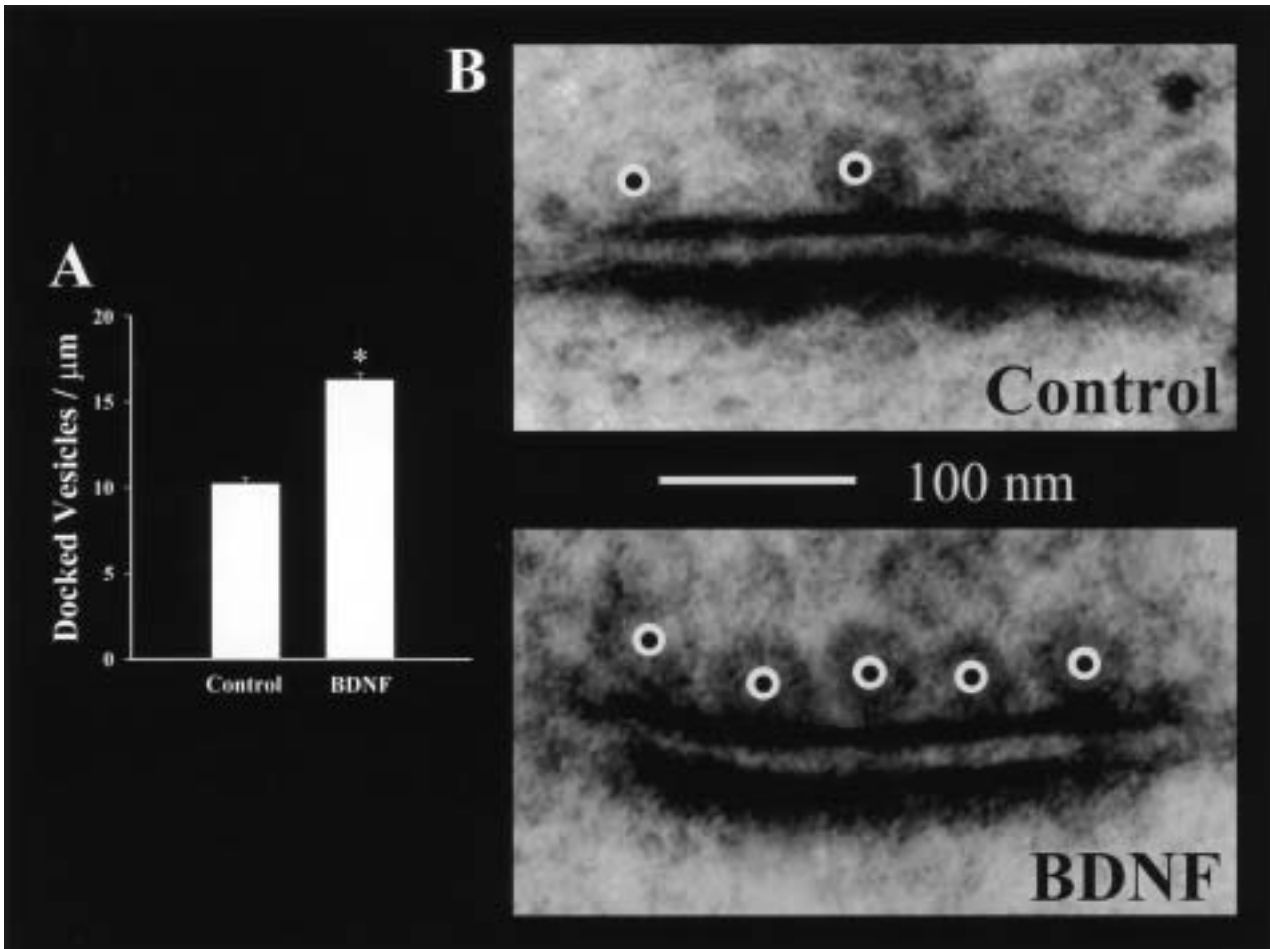 A
Docked Vesicles / μm
20
15
10
5
0
*
Control
BDNF
B
Control
100 nm
BDNF